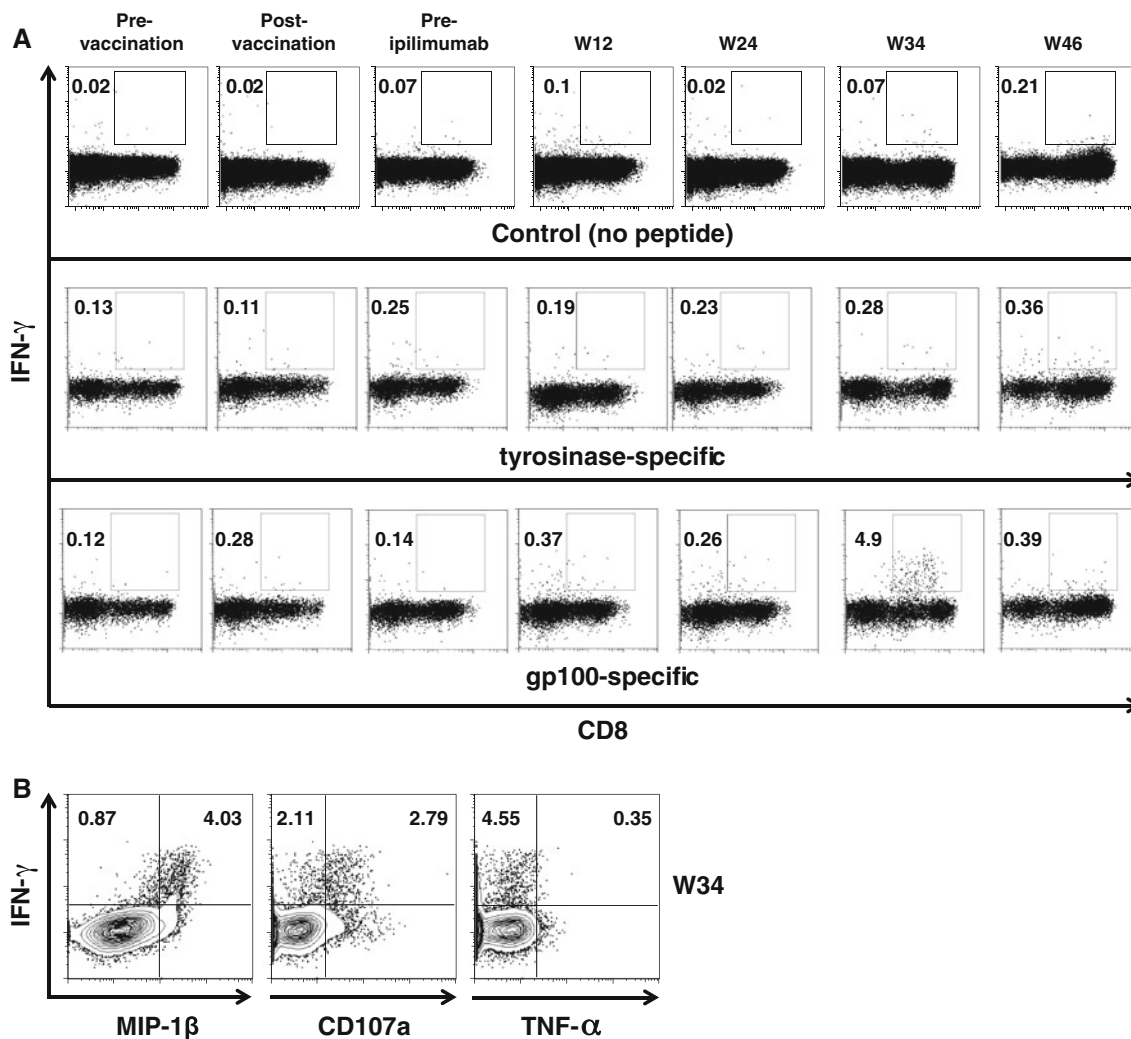 A
Pre-vaccination
Post-vaccination
Pre-ipilimumab
W12
W24
W34
W46
0.02
0.02
0.07
0.1
0.02
0.07
0.21
Control (no peptide)
0.13
0.11
0.25
0.19
0.23
0.28
0.36
tyrosinase-specific
0.12
0.28
0.14
0.37
0.26
4.9
0.39
gp100-specific
IFN-γ
CD8
B
0.87
4.03
2.11
2.79
4.55
0.35
IFN-γ
W34
MIP-1β
CD107a
TNF-α